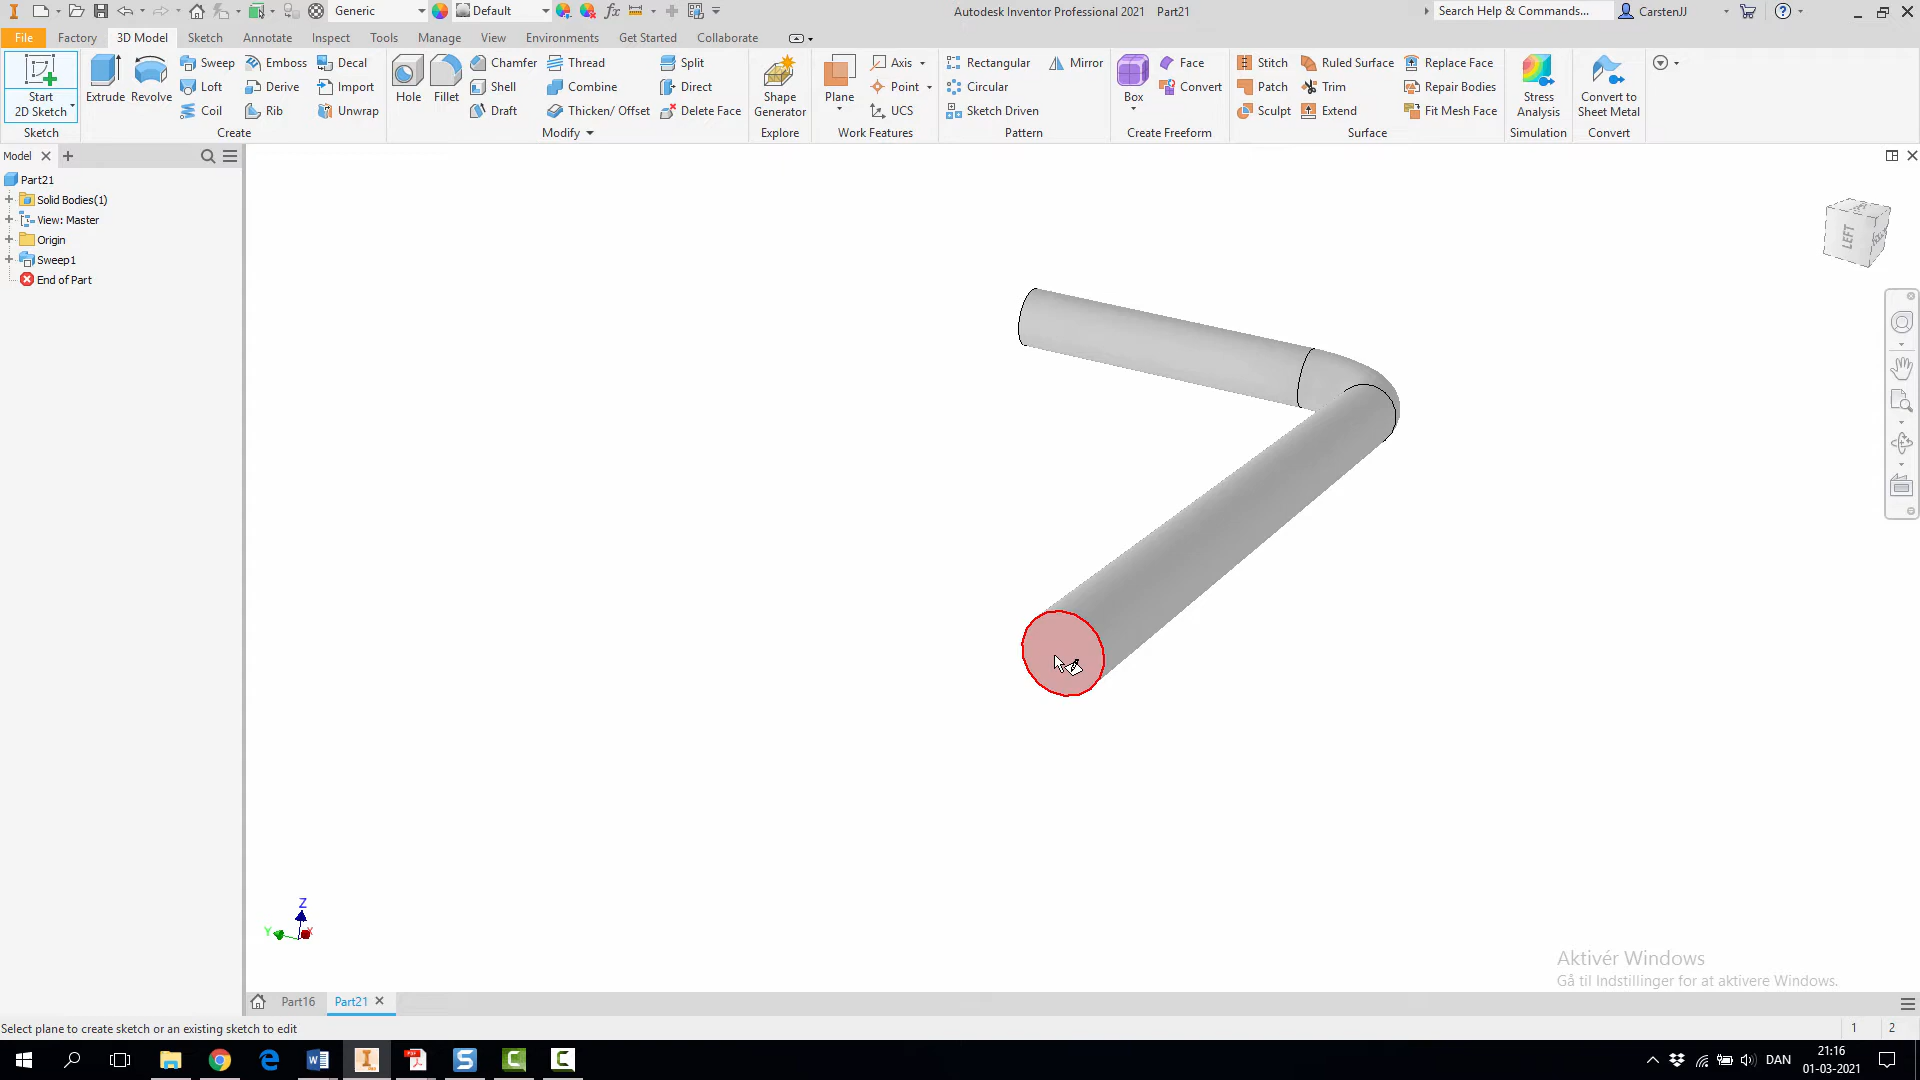 Generic
Default
fx
Autodesk Inventor Professional 2021 Part21
Search Help & Commands...
CarstenJJ
File
Factory
3D Model
Sketch
Annotate
Inspect
Tools
Manage
View
Environments
Get Started
Collaborate
Start
2D Sketch
Sketch
Extrude
Revolve
Sweep
Loft
Coil
Emboss
Derive
Rib
Decal
Import
Unwrap
Create
Hole
Fillet
Chamfer
Shell
Draft
Thread
Combine
Thicken/ Offset
Split
Direct
Delete Face
Modify
Shape
Generator
Explore
Plane
Axis
Point
UCS
Work Features
Rectangular
Circular
Sketch Driven
Mirror
Pattern
Box
Face
Convert
Create Freeform
Stitch
Patch
Sculpt
Ruled Surface
Trim
Extend
Replace Face
Repair Bodies
Fit Mesh Face
Surface
Stress
Analysis
Simulation
Convert to
Sheet Metal
Convert
Model
Part21
Solid Bodies(1)
View: Master
Origin
Sweep1
End of Part
LEFT
Z
Y
X
Aktivér Windows
Gå til Indstillinger for at aktivere Windows.
Part16
Part21
Select plane to create sketch or an existing sketch to edit
1
2
DAN
21:16
01-03-2021